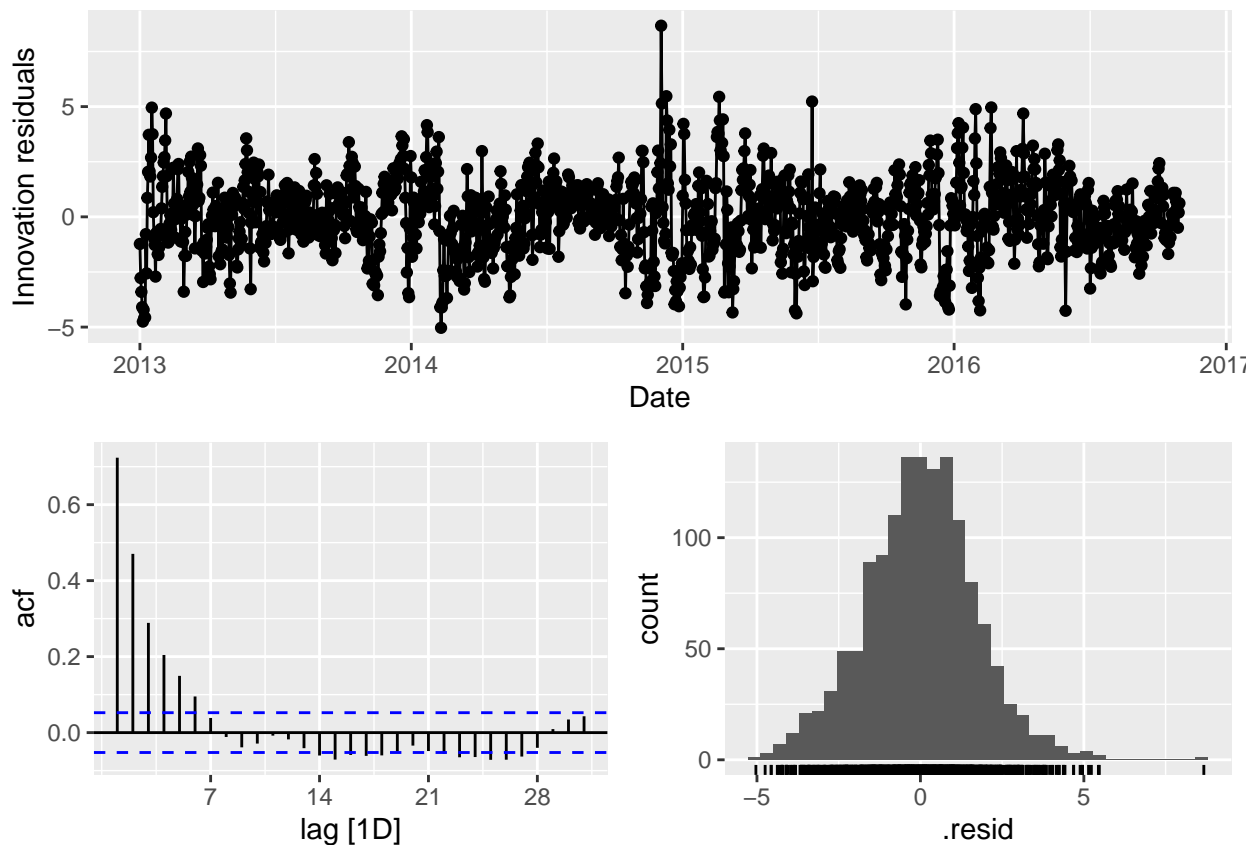 Innovation residuals
5
0
−5
2013 2014 2015 2016 2017
Date
acf
0.6
0.4
0.2
0.0
7 14 21 28
lag [1D]
count
100
50
0
−5 0 5
.resid